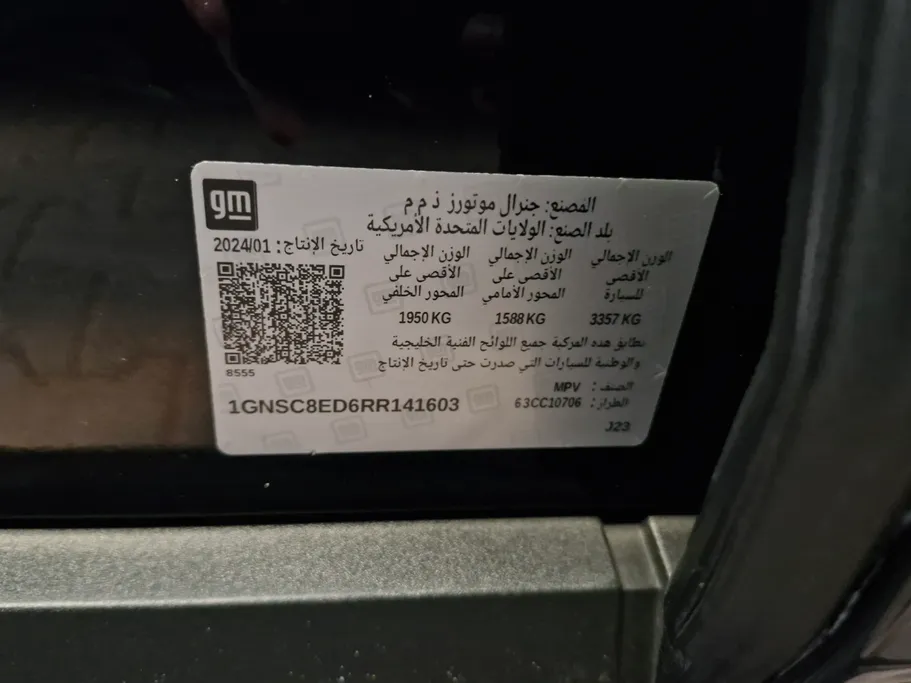 gm
المصنع: جنرال موتورز ذ م م
بلد الصنع: الولايات المتحدة الأمريكية
تاريخ الإنتاج: 2024/01
الوزن الإجمالي الأقصى للسيارة
3357 KG
الوزن الإجمالي الأقصى على المحور الأمامي
1588 KG
الوزن الإجمالي الأقصى على المحور الخلفي
1950 KG
تطابق هذه المركبة جميع اللوائح الفنية الخليجية
والوطنية للسيارات التي صدرت حتى تاريخ الإنتاج
8555
الصنف: MPV
1GNSC8ED6RR141603
الطراز: 63CC10706
J23